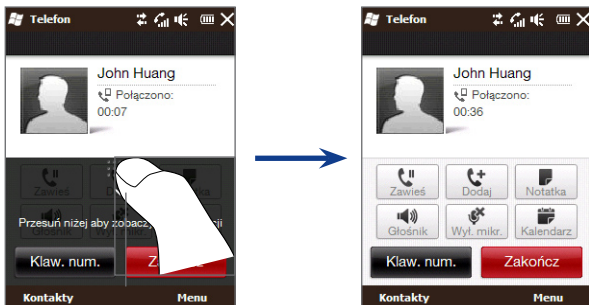 Telefon
John Huang
Połączono:
00:07
Zawieś
Przesuń niżej aby zobacz
Głośnik
Klaw. num.
Kontakty Menu
Telefon
John Huang
Połączono:
00:36
Zawieś Dodaj Notatka
Głośnik Wył. mikr. Kalendarz
Klaw. num. Zakończ
Kontakty Menu